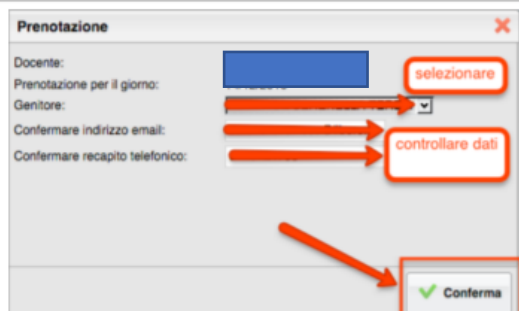 Prenotazione
Docente:
selezionare
Prenotazione per il giorno:
Genitore:
Confermare indirizzo email:
controllare dati
Confermare recapito telefonico:
Conferma